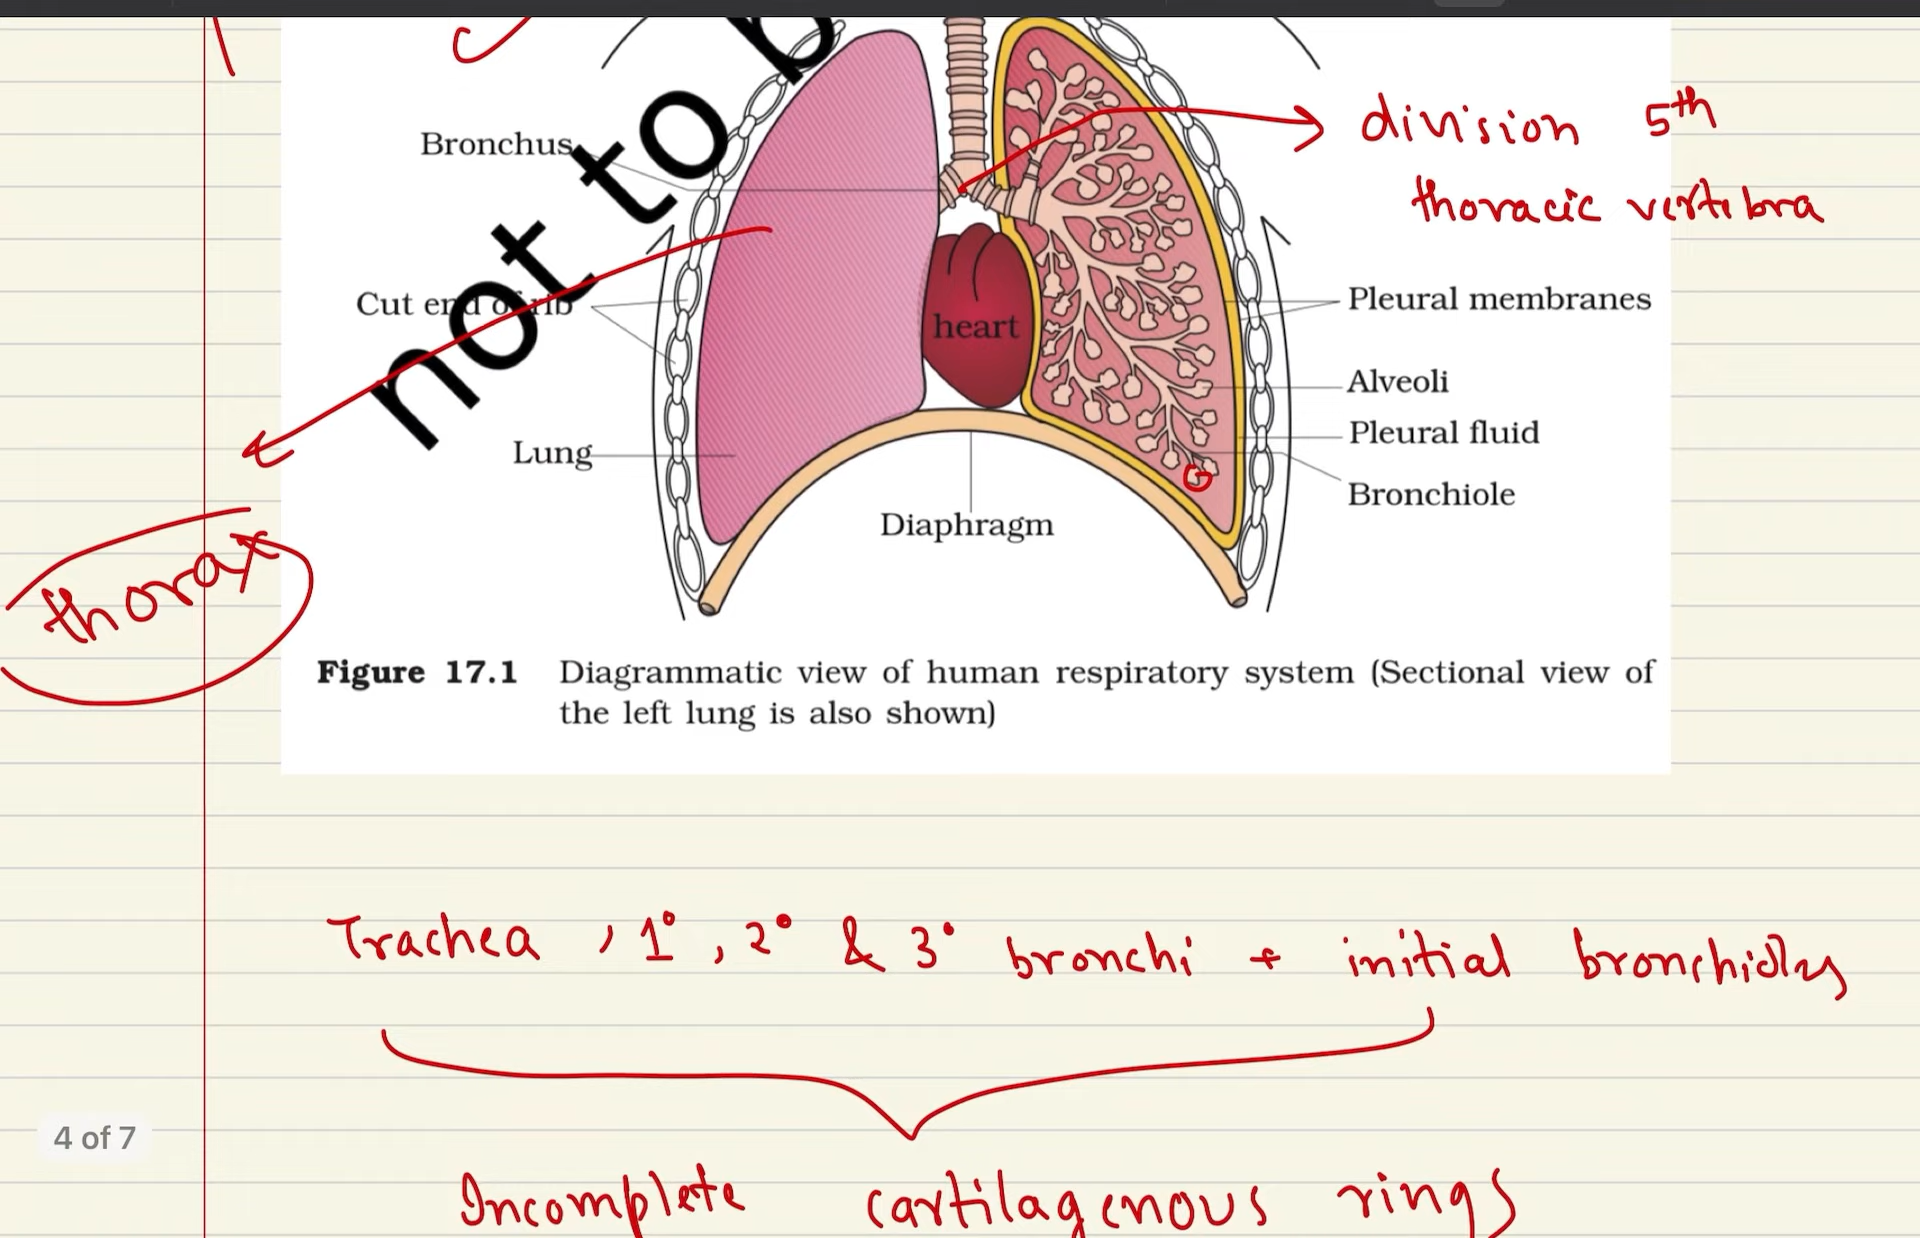 not to b
Bronchus
division 5th
thoracic vertebra
Cut end of rib
heart
Pleural membranes
Alveoli
Pleural fluid
Lung
Bronchiole
Diaphragm
thorax
Figure 17.1 Diagrammatic view of human respiratory system (Sectional view of
the left lung is also shown)
Trachea , 1° , 2° & 3° bronchi + initial bronchioles
4 of 7
Incomplete cartilagenous rings